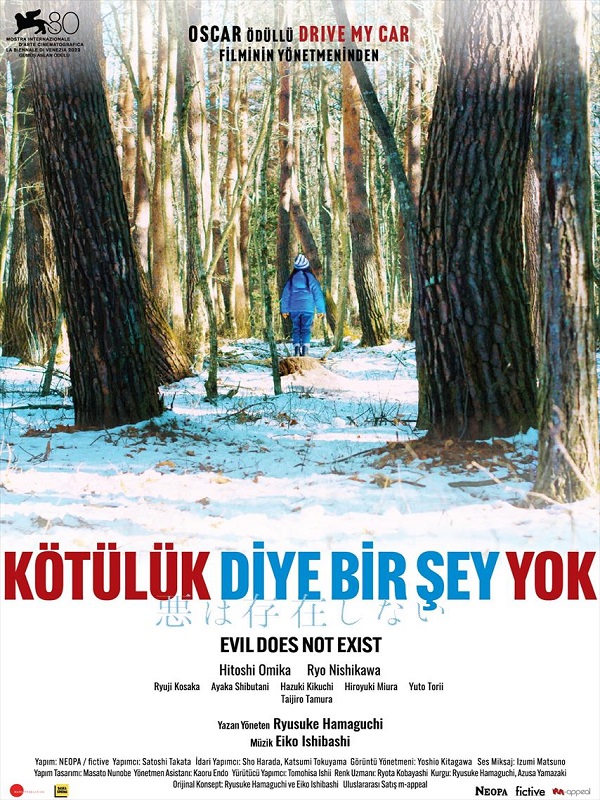 80
MOSTRA INTERNAZIONALE
D'ARTE CINEMATOGRAFICA
LA BIENNALE DI VENEZIA 2023
GÜMÜŞ ASLAN ÖDÜLÜ
OSCAR ÖDÜLLÜ DRIVE MY CAR
FİLMİNİN YÖNETMENİNDEN
KÖTÜLÜK DİYE BİR ŞEY YOK
悪は存在しない
EVIL DOES NOT EXIST
Hitoshi Omika Ryo Nishikawa
Ryuji Kosaka Ayaka Shibutani Hazuki Kikuchi Hiroyuki Miura Yuto Torii
Taijiro Tamura
Yazan Yöneten Ryusuke Hamaguchi
Müzik Eiko Ishibashi
Yapım: NEOPA / fictive Yapımcı: Satoshi Takata İdari Yapımcı: Sho Harada, Katsumi Tokuyama Görüntü Yönetmeni: Yoshio Kitagawa Ses Miksaj: Izumi Matsuno
Yapım Tasarımı: Masato Nunobe Yönetmen Asistanı: Kaoru Endo Yürütücü Yapımcı: Tomohisa Ishii Renk Uzmanı: Ryota Kobayashi Kurgu: Ryusuke Hamaguchi, Azusa Yamazaki
Orijinal Konsept: Ryusuke Hamaguchi ve Eiko Ishibashi Uluslararası Satış m-appeal
NEOPA fictive m-appeal